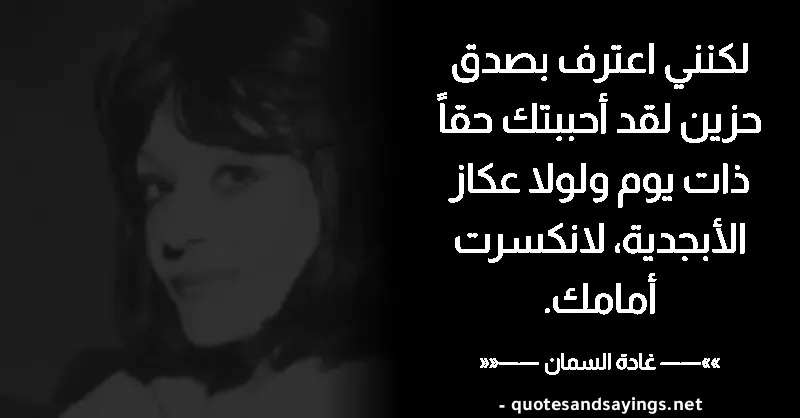 لكنني اعترف بصدق
حزين لقد أحببتك حقاً
ذات يوم ولولا عكاز
الأبجدية، لانكسرت
أمامك.
»»—— غادة السمان ——««
- quotesandsayings.net